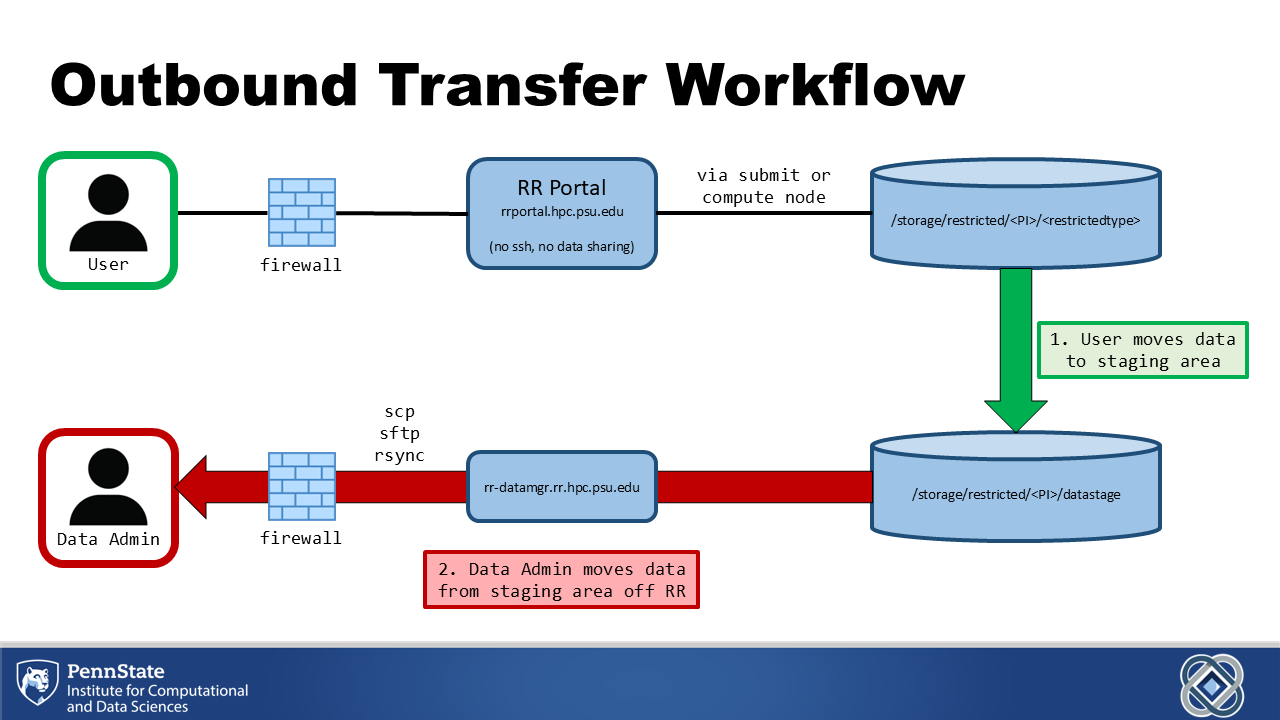 Outbound Transfer Workflow
User
firewall
RR Portal
rrportal.hpc.psu.edu
(no ssh, no data sharing)
via submit or
compute node
/storage/restricted/<PI>/<restrictedtype>
1. User moves data
to staging area
Data Admin
firewall
scp
sftp
rsync
rr-datamgr.rr.hpc.psu.edu
/storage/restricted/<PI>/datastage
2. Data Admin moves data
from staging area off RR
PennState
Institute for Computational
and Data Sciences